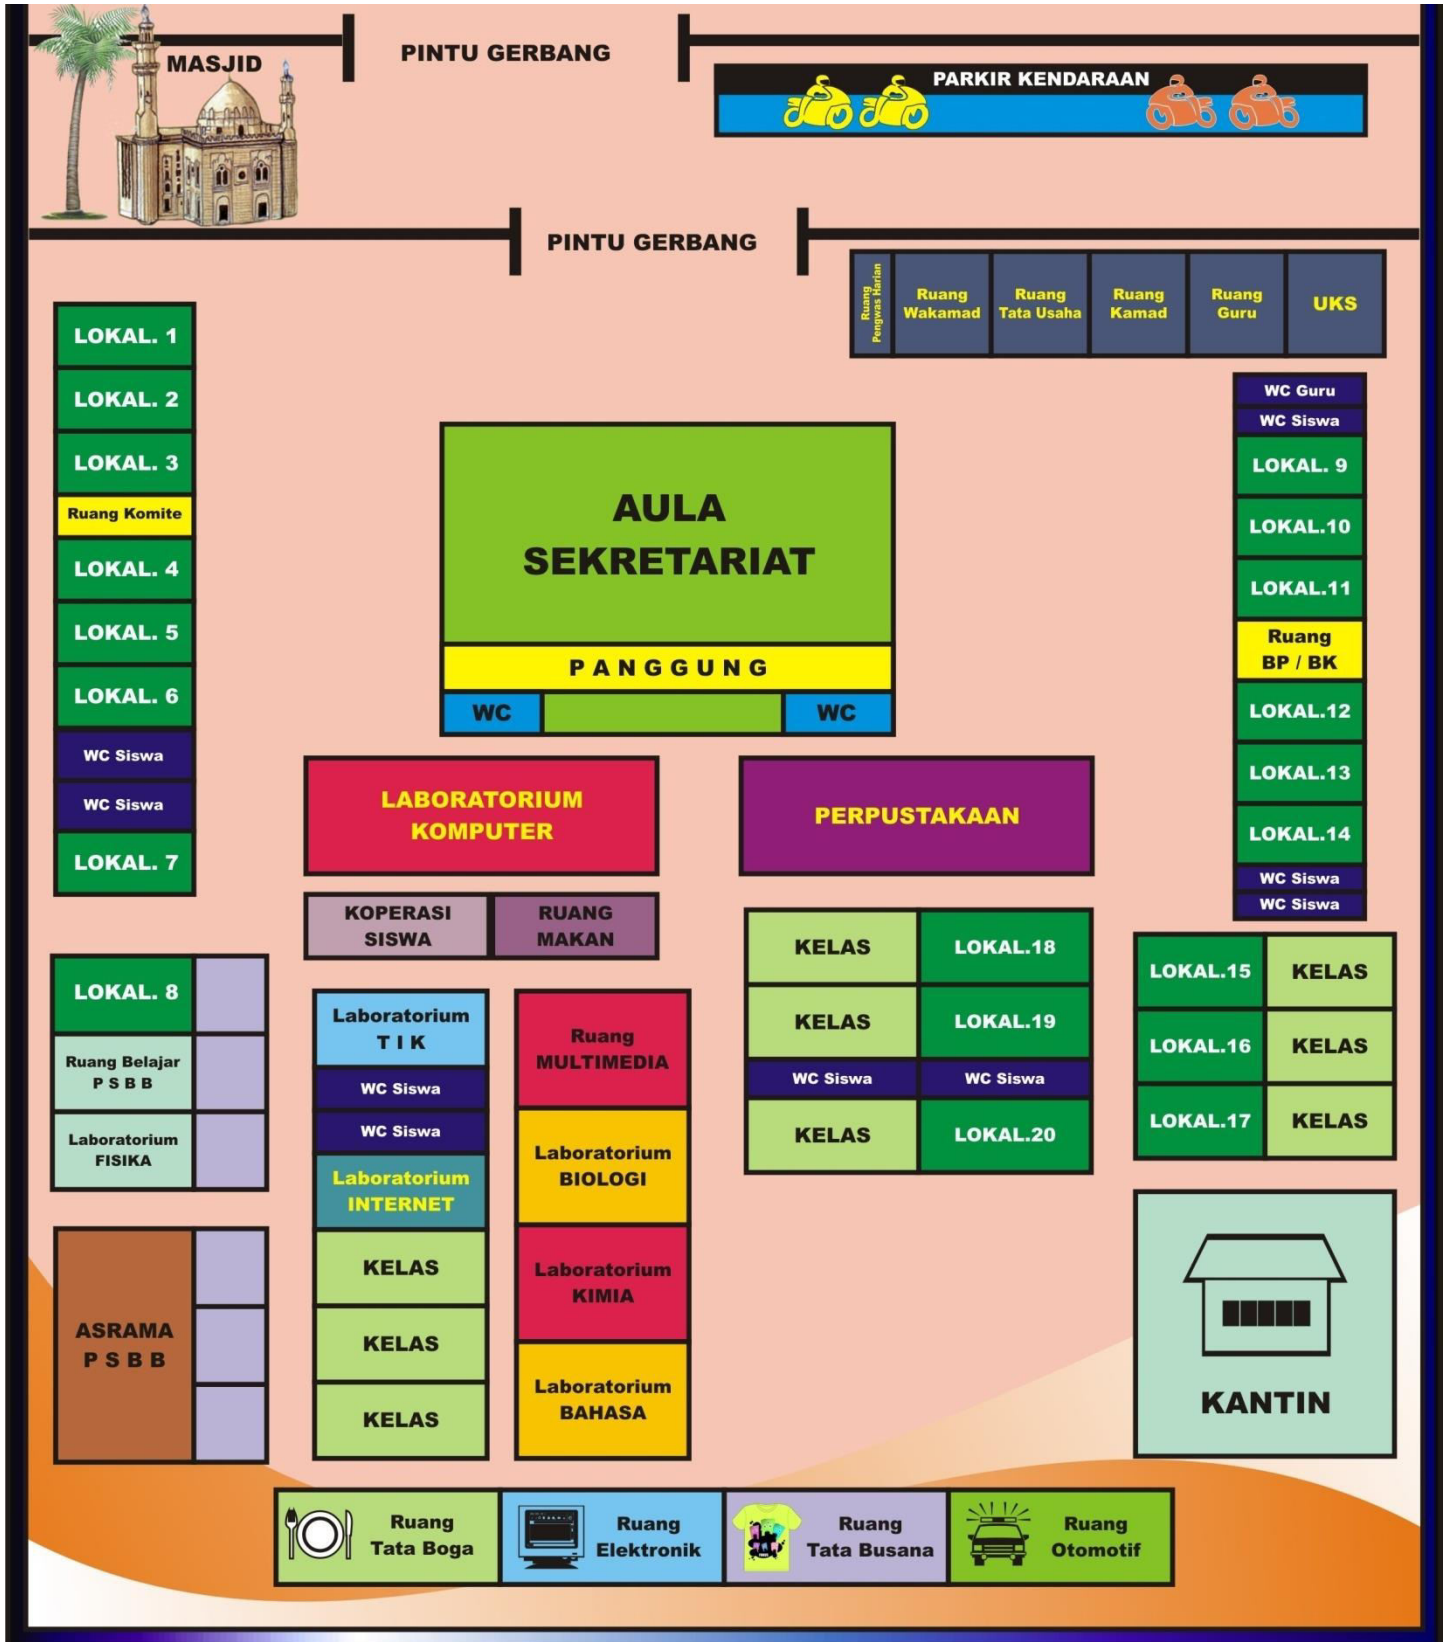 MASJID
PINTU GERBANG
PARKIR KENDARAAN
PINTU GERBANG
Ruang
Pengwas Harian
Ruang
Wakamad
Ruang
Tata Usaha
Ruang
Kamad
Ruang
Guru
UKS
LOKAL. 1
LOKAL. 2
LOKAL. 3
Ruang Komite
LOKAL. 4
LOKAL. 5
LOKAL. 6
WC Siswa
WC Siswa
LOKAL. 7
AULA
SEKRETARIAT
P A N G G U N G
WC
WC
WC Guru
WC Siswa
LOKAL. 9
LOKAL.10
LOKAL.11
Ruang
BP / BK
LOKAL.12
LOKAL.13
LOKAL.14
WC Siswa
WC Siswa
LABORATORIUM
KOMPUTER
PERPUSTAKAAN
KOPERASI
SISWA
RUANG
MAKAN
LOKAL. 8
Ruang Belajar
P S B B
Laboratorium
FISIKA
ASRAMA
P S B B
Laboratorium
T I K
WC Siswa
WC Siswa
Laboratorium
INTERNET
KELAS
KELAS
KELAS
Ruang
MULTIMEDIA
Laboratorium
BIOLOGI
Laboratorium
KIMIA
Laboratorium
BAHASA
KELAS
LOKAL.18
KELAS
LOKAL.19
WC Siswa
WC Siswa
KELAS
LOKAL.20
LOKAL.15
KELAS
LOKAL.16
KELAS
LOKAL.17
KELAS
KANTIN
Ruang
Tata Boga
Ruang
Elektronik
Ruang
Tata Busana
Ruang
Otomotif